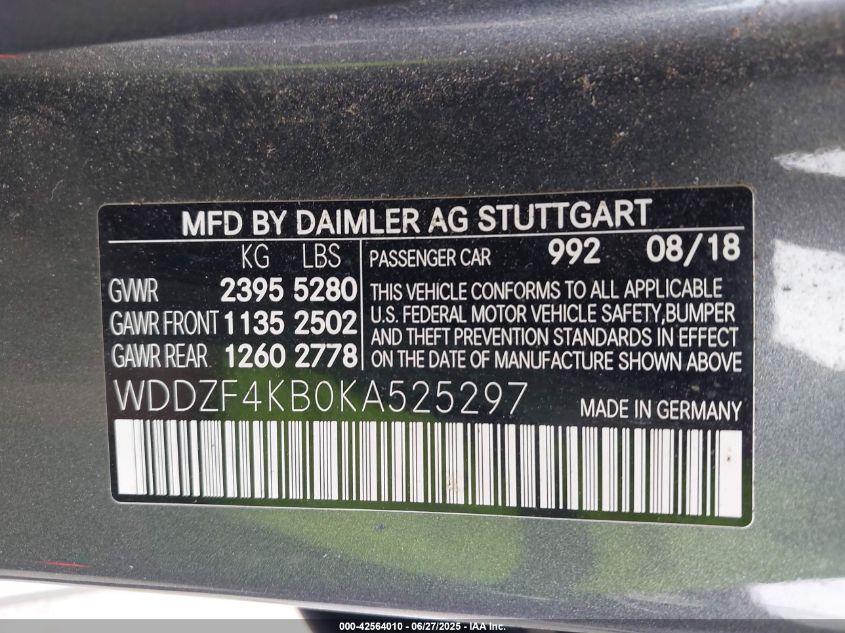 MFD BY DAIMLER AG STUTTGART
KG LBS PASSENGER CAR 992 08/18
GVWR 2395 5280 THIS VEHICLE CONFORMS TO ALL APPLICABLE
GAWR FRONT 1135 2502 U.S. FEDERAL MOTOR VEHICLE SAFETY,BUMPER
AND THEFT PREVENTION STANDARDS IN EFFECT
GAWR REAR 1260 2778 ON THE DATE OF MANUFACTURE SHOWN ABOVE
WDDZF4KB0KA525297 MADE IN GERMANY
000-42564010 - 06/27/2025 - IAA Inc.